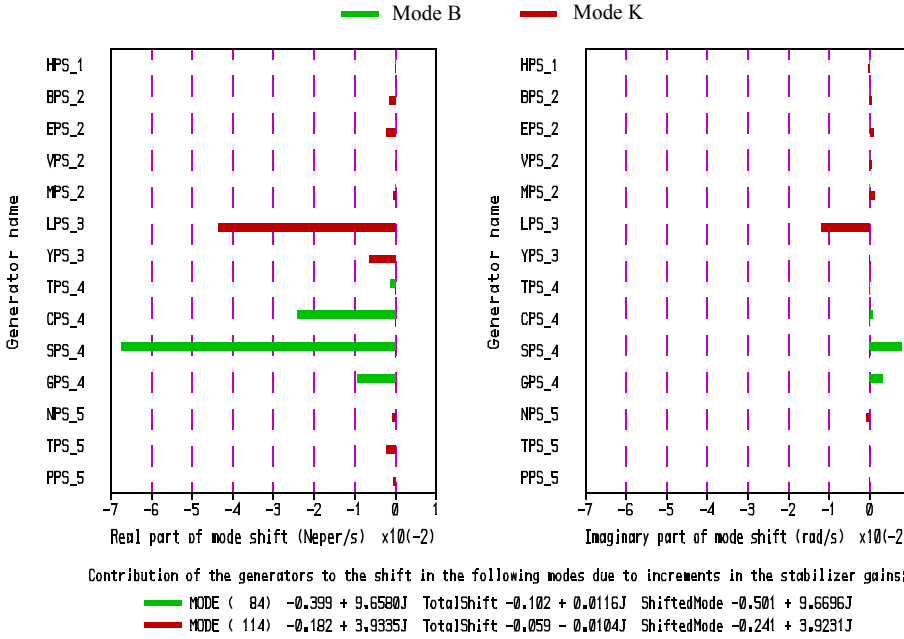 Mode B Mode K
HPS_1
BPS_2
EPS_2
VPS_2
MPS_2
LPS_3
YPS_3
TPS_4
CPS_4
SPS_4
GPS_4
NPS_5
TPS_5
PPS_5
Generator name
-7 -6 -5 -4 -3 -2 -1 0 1
Real part of mode shift (Neper/s) x10(-2)
HPS_1
BPS_2
EPS_2
VPS_2
MPS_2
LPS_3
YPS_3
TPS_4
CPS_4
SPS_4
GPS_4
NPS_5
TPS_5
PPS_5
Generator name
-7 -6 -5 -4 -3 -2 -1 0
Imaginary part of mode shift (rad/s) x10(-2
Contribution of the generators to the shift in the following modes due to increments in the stabilizer gains:
MODE ( 84) -0.399 + 9.6580J TotalShift -0.102 + 0.0116J ShiftedMode -0.501 + 9.6696J
MODE ( 114) -0.182 + 3.9335J TotalShift -0.059 - 0.0104J ShiftedMode -0.241 + 3.9231J